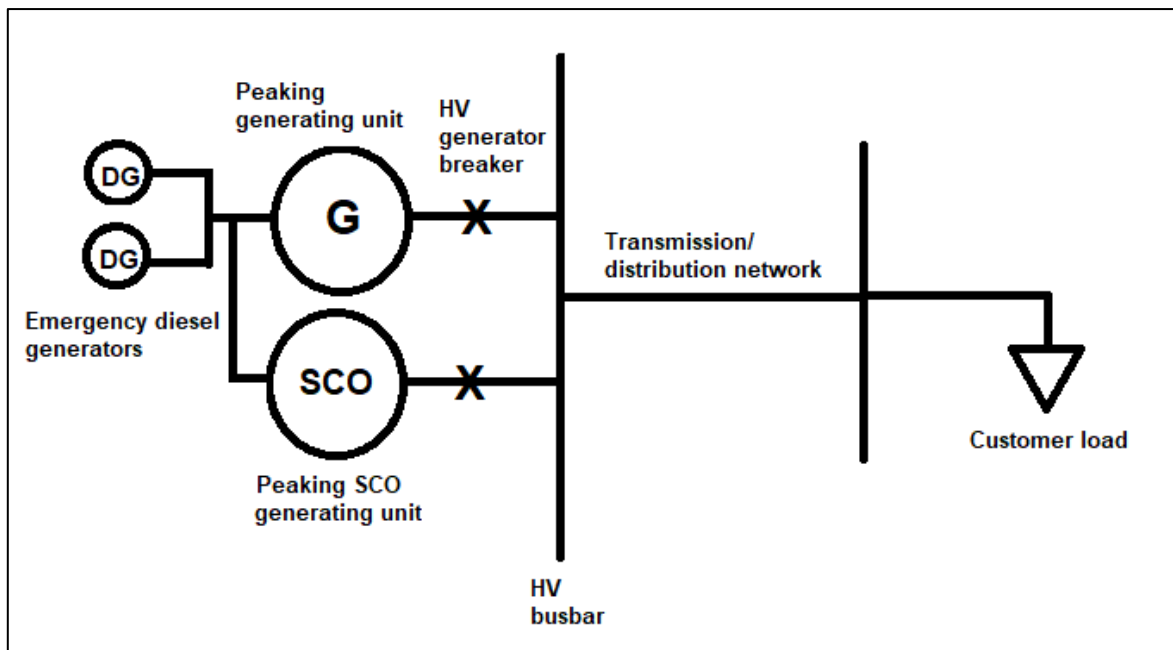 Peaking
generating unit
HV
generator
breaker
DG
DG
G
Emergency diesel
generators
SCO
Peaking SCO
generating unit
X
X
HV
busbar
Transmission/
distribution network
Customer load